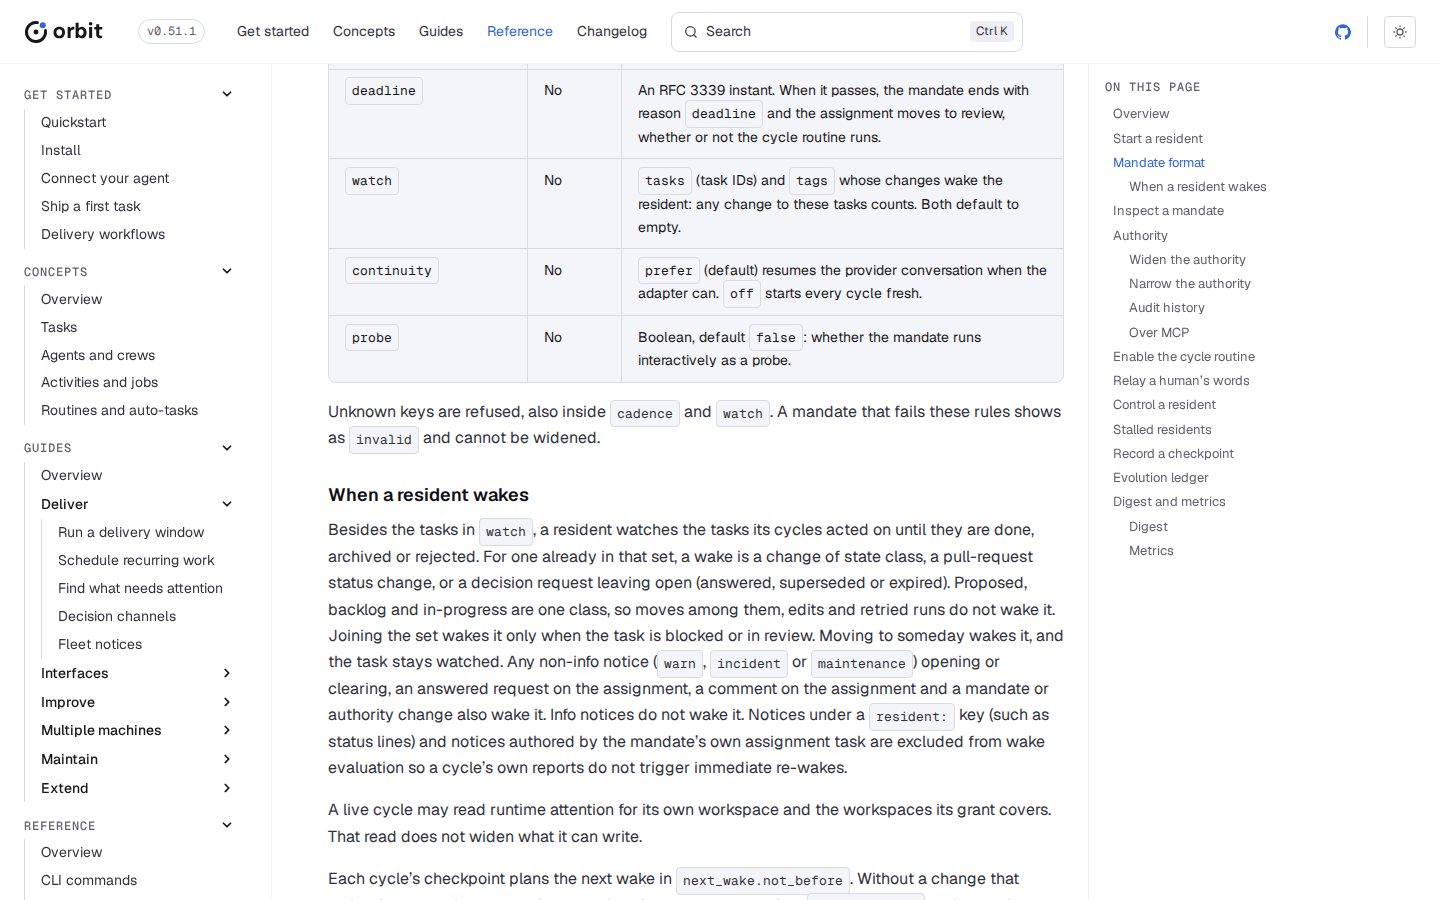 orbit
v0.51.1
Get started
Concepts
Guides
Reference
Changelog
Search
Ctrl K
GET STARTED
Quickstart
Install
Connect your agent
Ship a first task
Delivery workflows
CONCEPTS
Overview
Tasks
Agents and crews
Activities and jobs
Routines and auto-tasks
GUIDES
Overview
Deliver
Run a delivery window
Schedule recurring work
Find what needs attention
Decision channels
Fleet notices
Interfaces
Improve
Multiple machines
Maintain
Extend
REFERENCE
Overview
CLI commands
deadline
No
An RFC 3339 instant. When it passes, the mandate ends with
reason deadline and the assignment moves to review,
whether or not the cycle routine runs.
watch
No
tasks (task IDs) and tags whose changes wake the
resident: any change to these tasks counts. Both default to
empty.
continuity
No
prefer (default) resumes the provider conversation when the
adapter can. off starts every cycle fresh.
probe
No
Boolean, default false: whether the mandate runs
interactively as a probe.
Unknown keys are refused, also inside cadence and watch. A mandate that fails these rules shows
as invalid and cannot be widened.
When a resident wakes
Besides the tasks in watch, a resident watches the tasks its cycles acted on until they are done,
archived or rejected. For one already in that set, a wake is a change of state class, a pull-request
status change, or a decision request leaving open (answered, superseded or expired). Proposed,
backlog and in-progress are one class, so moves among them, edits and retried runs do not wake it.
Joining the set wakes it only when the task is blocked or in review. Moving to someday wakes it, and
the task stays watched. Any non-info notice (warn, incident or maintenance) opening or
clearing, an answered request on the assignment, a comment on the assignment and a mandate or
authority change also wake it. Info notices do not wake it. Notices under a resident: key (such as
status lines) and notices authored by the mandate's own assignment task are excluded from wake
evaluation so a cycle's own reports do not trigger immediate re-wakes.
A live cycle may read runtime attention for its own workspace and the workspaces its grant covers.
That read does not widen what it can write.
Each cycle's checkpoint plans the next wake in next_wake.not_before. Without a change that
ON THIS PAGE
Overview
Start a resident
Mandate format
When a resident wakes
Inspect a mandate
Authority
Widen the authority
Narrow the authority
Audit history
Over MCP
Enable the cycle routine
Relay a human's words
Control a resident
Stalled residents
Record a checkpoint
Evolution ledger
Digest and metrics
Digest
Metrics